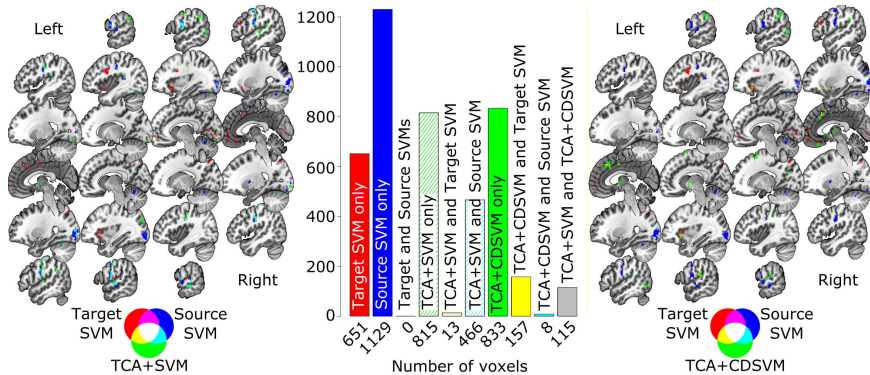 Left
Right
Target
SVM
Source
SVM
TCA+SVM
1200
1000
800
600
400
200
0
Target SVM only
Source SVM only
Target and Source SVMs
TCA+SVM only
TCA+SVM and Target SVM
TCA+SVM and Source SVM
TCA+CDSVM only
TCA+CDSVM and Target SVM
TCA+CDSVM and Source SVM
TCA+SVM and TCA+CDSVM
651
1129
0
815
13
466
833
157
8
115
Number of voxels
Left
Right
Target
SVM
Source
SVM
TCA+CDSVM